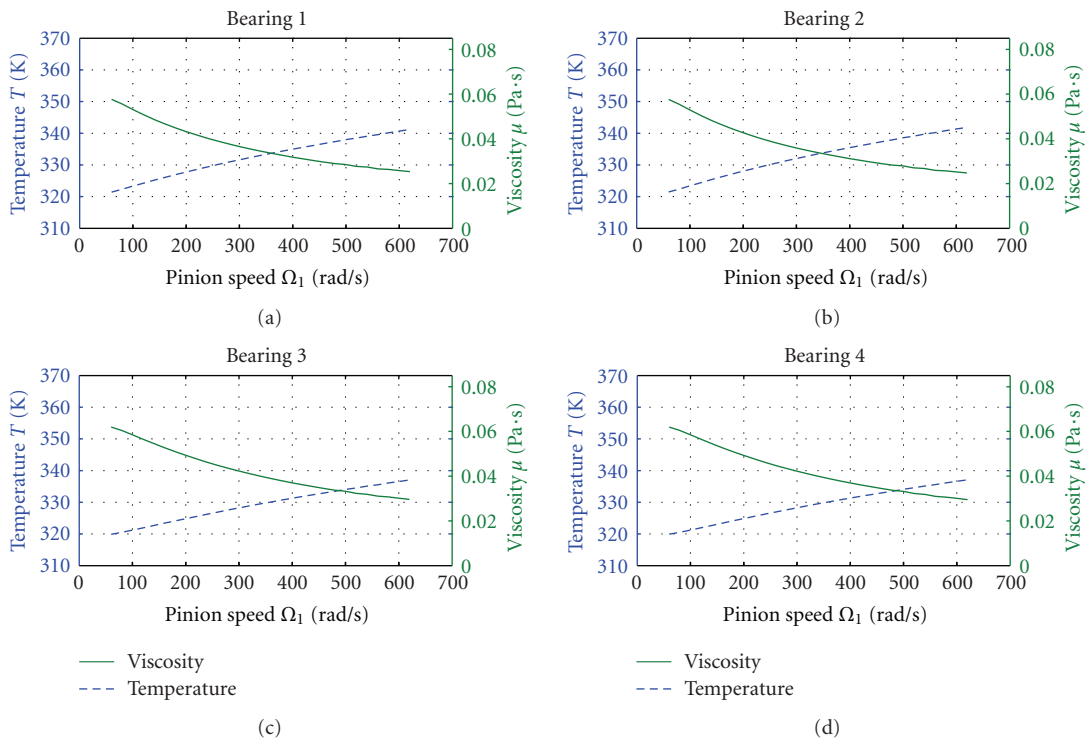 Bearing 1
370
360
350
340
330
320
310
Temperature T (K)
0.08
0.06
0.04
0.02
0
Viscosity μ (Pa·s)
0 100 200 300 400 500 600 700
Pinion speed Ω1 (rad/s)
(a)
Bearing 2
370
360
350
340
330
320
310
Temperature T (K)
0.08
0.06
0.04
0.02
0
Viscosity μ (Pa·s)
0 100 200 300 400 500 600 700
Pinion speed Ω1 (rad/s)
(b)
Bearing 3
370
360
350
340
330
320
310
Temperature T (K)
0.08
0.06
0.04
0.02
0
Viscosity μ (Pa·s)
0 100 200 300 400 500 600 700
Pinion speed Ω1 (rad/s)
Viscosity
Temperature
(c)
Bearing 4
370
360
350
340
330
320
310
Temperature T (K)
0.08
0.06
0.04
0.02
0
Viscosity μ (Pa·s)
0 100 200 300 400 500 600 700
Pinion speed Ω1 (rad/s)
Viscosity
Temperature
(d)